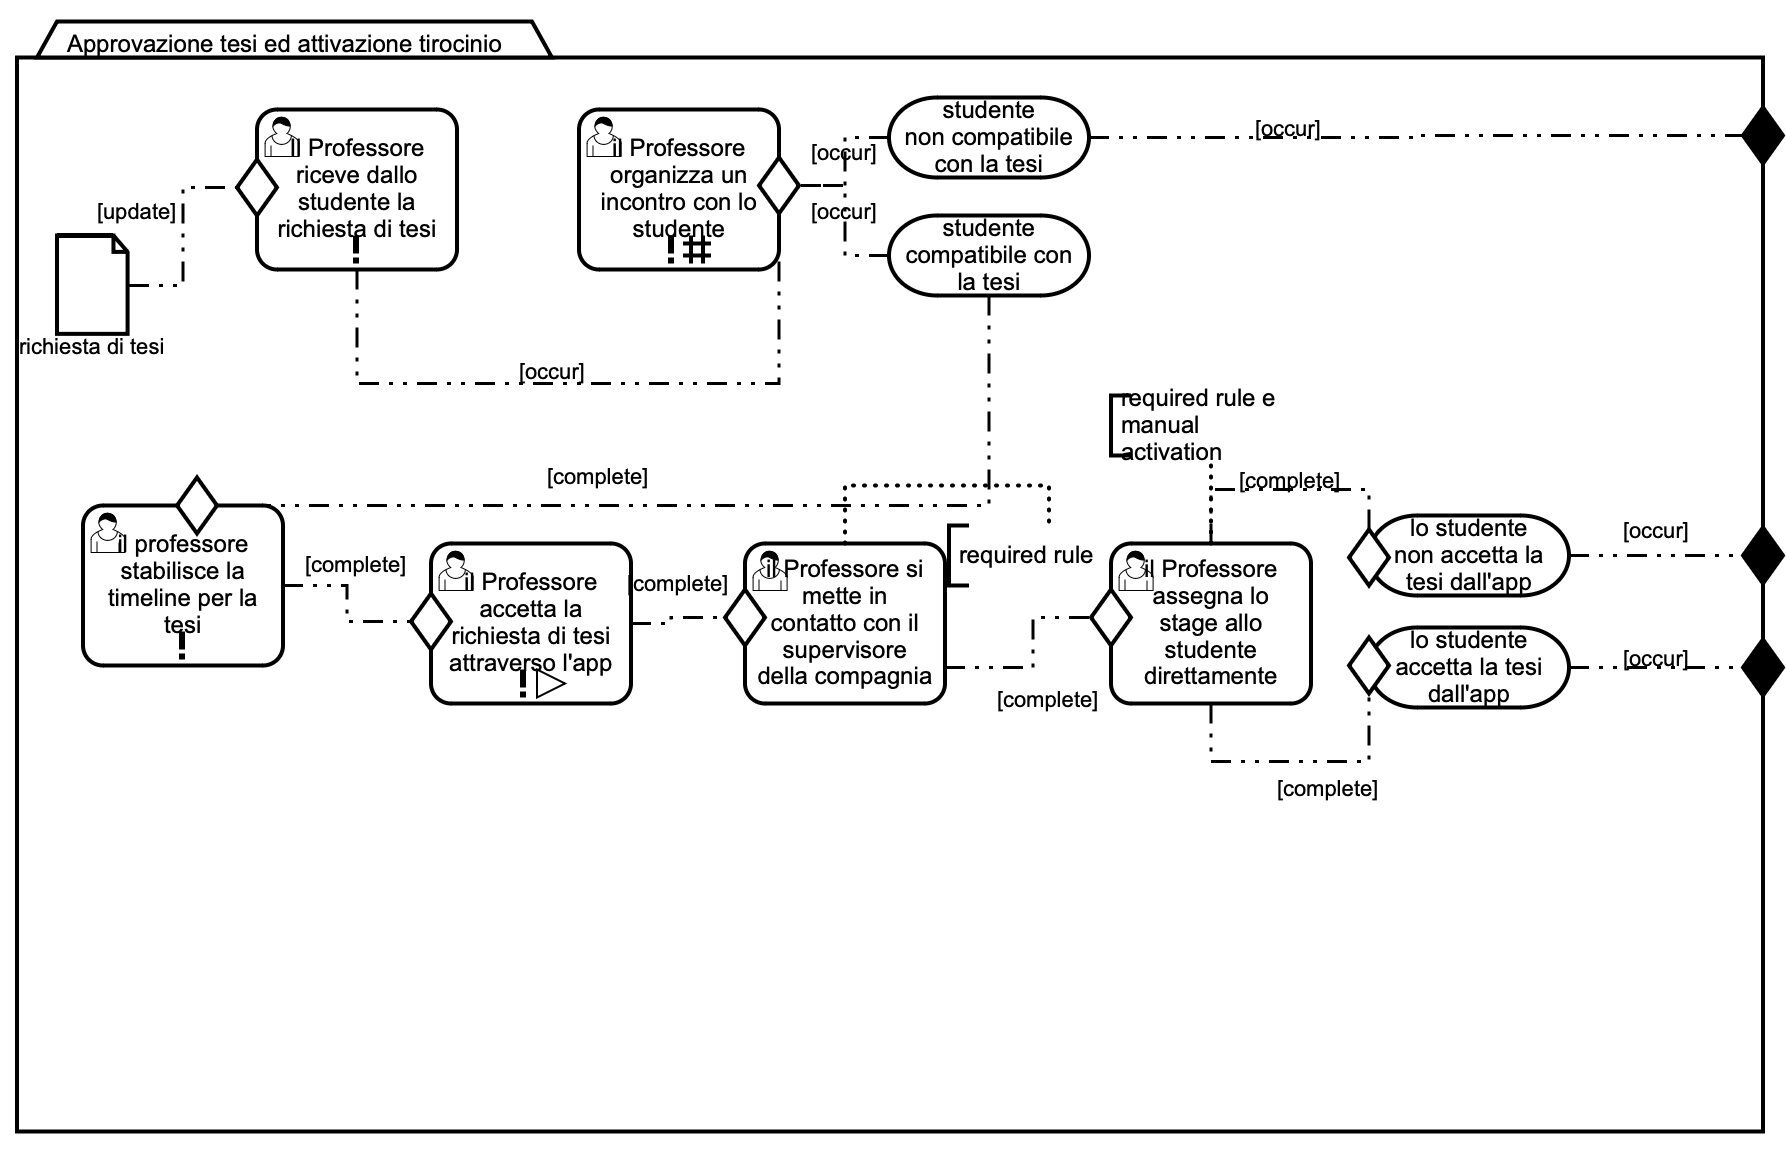 Approvazione tesi ed attivazione tirocinio
il Professore
riceve dallo
studente la
richiesta di tesi
!
[update]
richiesta di tesi
il Professore
organizza un
incontro con lo
studente
! #
[occur]
[occur]
[occur]
studente
non compatibile
con la tesi
[occur]
studente
compatibile con
la tesi
[complete]
il professore
stabilisce la
timeline per la
tesi
!
[complete]
il Professore
accetta la
richiesta di tesi
attraverso l'app
!
[complete]
il Professore si
mette in
contatto con il
supervisore
della compagnia
required rule
[complete]
required rule e
manual
activation
il Professore
assegna lo
stage allo
studente
direttamente
[complete]
lo studente
non accetta la
tesi dall'app
[occur]
lo studente
accetta la tesi
dall'app
[occur]
[complete]